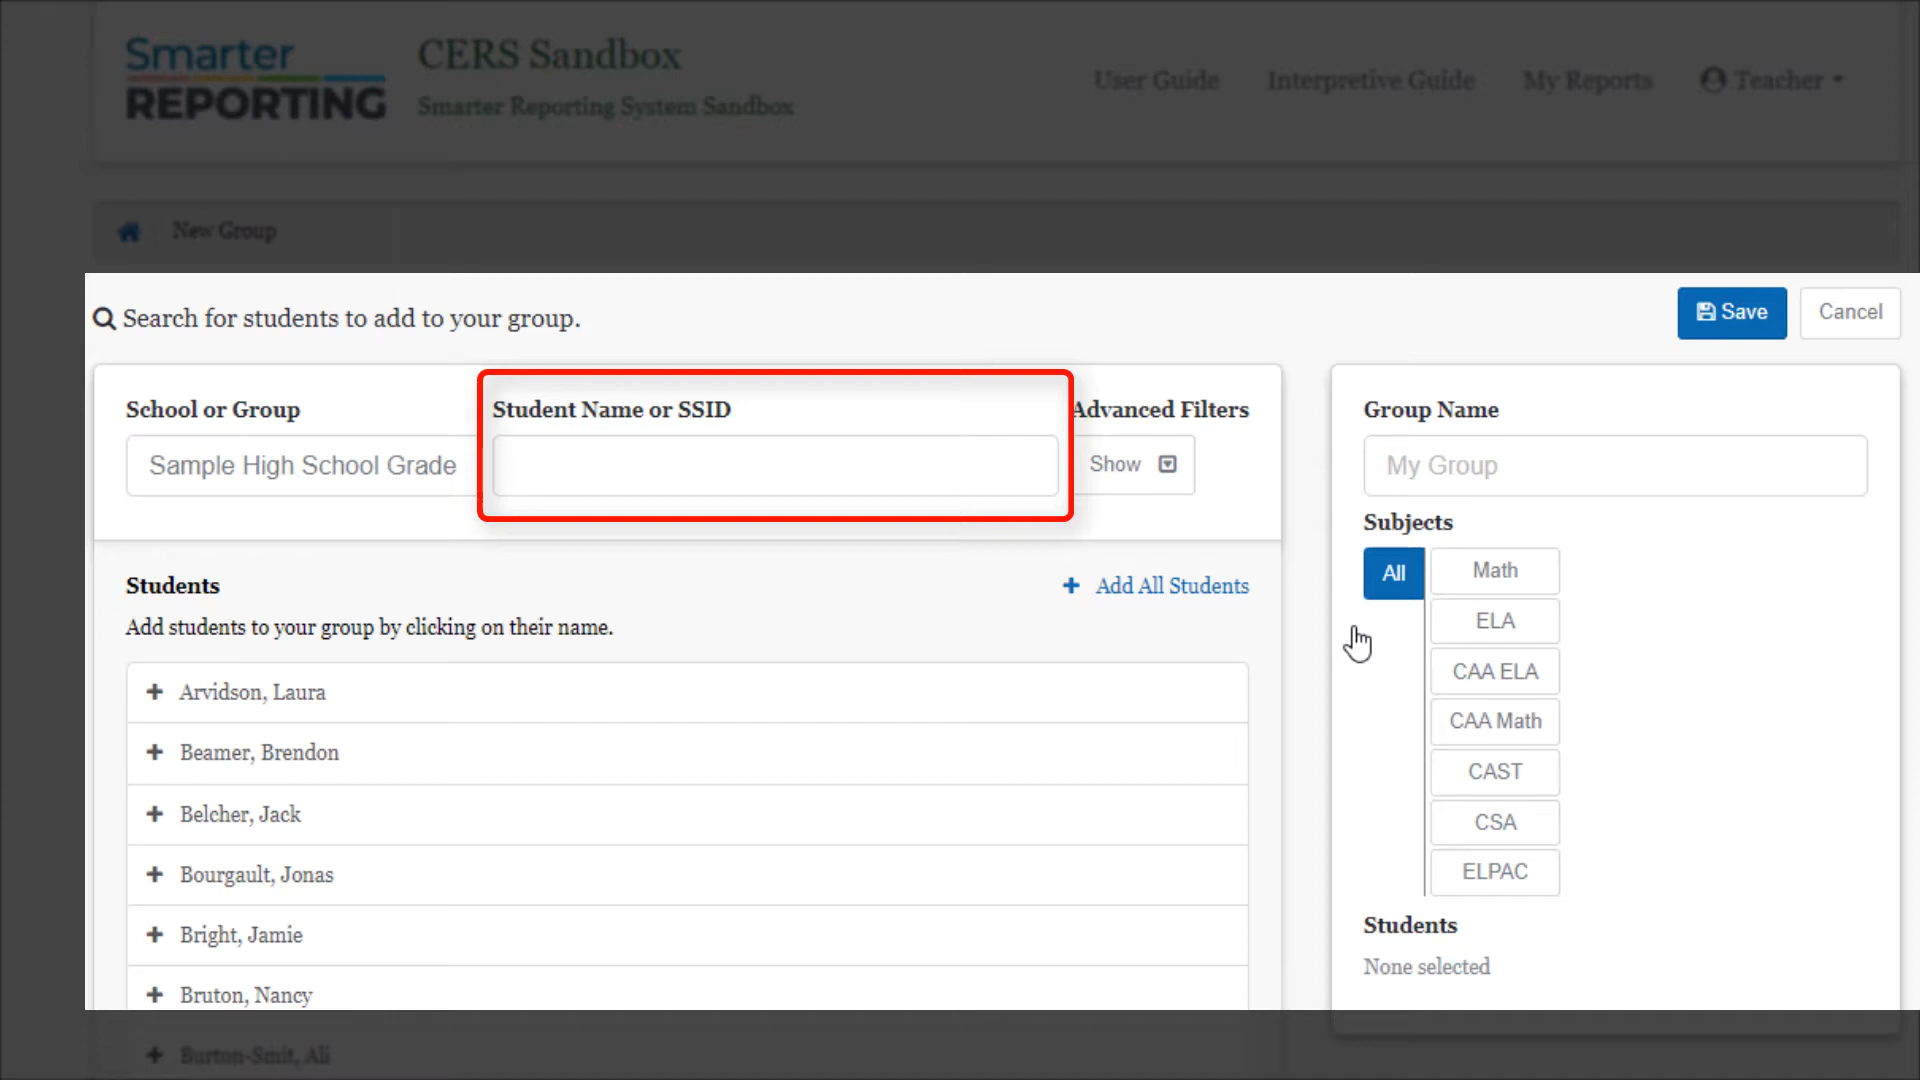 Smarter
REPORTING
CERS Sandbox
Smarter Reporting System Sandbox
User Guide
Interpretive Guide
My Reports
Teacher
New Group
Search for students to add to your group.
Save
Cancel
School or Group
Sample High School Grade
Student Name or SSID
Advanced Filters
Show
Students
Add All Students
Add students to your group by clicking on their name.
Arvidson, Laura
Beamer, Brendon
Belcher, Jack
Bourgault, Jonas
Bright, Jamie
Bruton, Nancy
Burton-Smit, Ali
Group Name
My Group
Subjects
All
Math
ELA
CAA ELA
CAA Math
CAST
CSA
ELPAC
Students
None selected